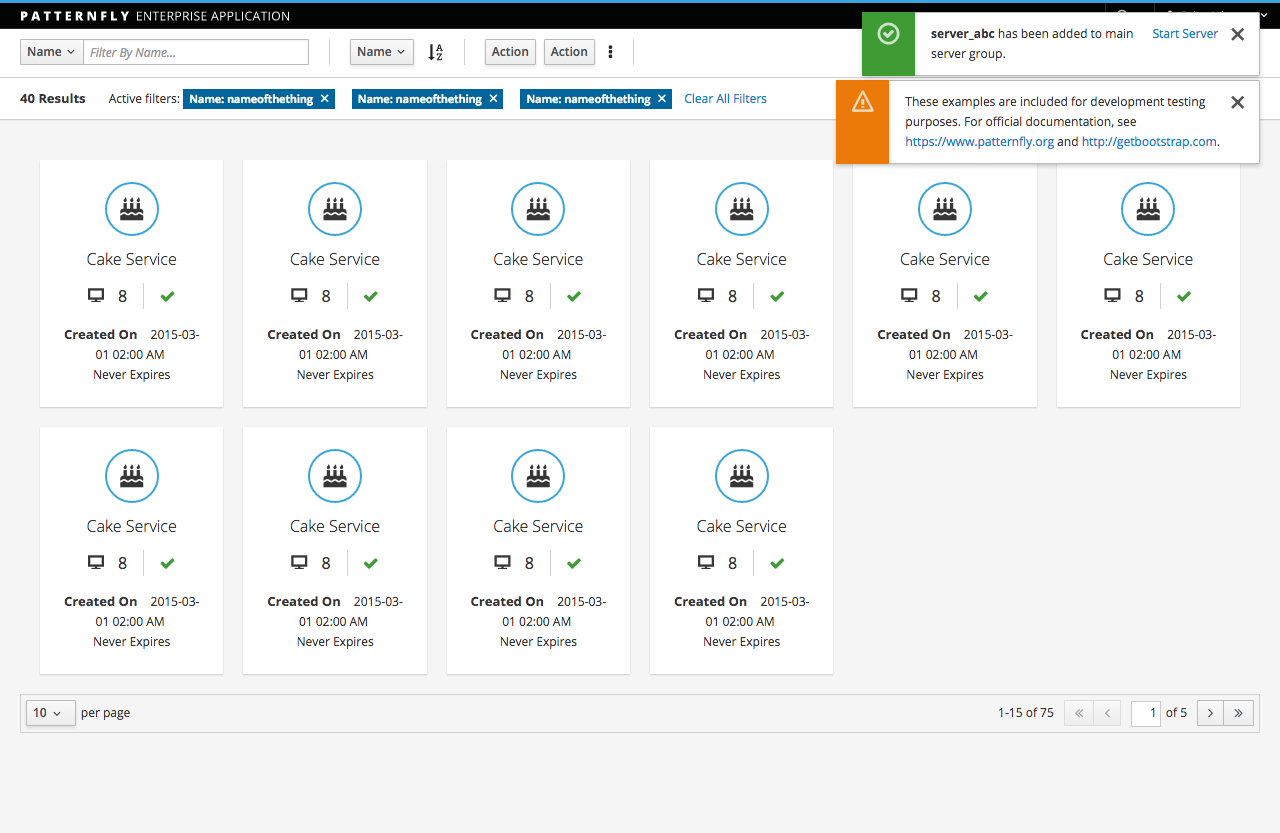 PATTERNFLY ENTERPRISE APPLICATION
server_abc has been added to main server group. Start Server
These examples are included for development testing
purposes. For official documentation, see
https://www.patternfly.org and http://getbootstrap.com.
Name Filter By Name... Name A Z Action Action
40 Results Active filters: Name: nameofthething Name: nameofthething Name: nameofthething Clear All Filters
Cake Service Cake Service Cake Service Cake Service Cake Service Cake Service
8 8 8 8 8 8
Created On 2015-03- Created On 2015-03- Created On 2015-03- Created On 2015-03- Created On 2015-03- Created On 2015-03-
01 02:00 AM 01 02:00 AM 01 02:00 AM 01 02:00 AM 01 02:00 AM 01 02:00 AM
Never Expires Never Expires Never Expires Never Expires Never Expires Never Expires
Cake Service Cake Service Cake Service Cake Service
8 8 8 8
Created On 2015-03- Created On 2015-03- Created On 2015-03- Created On 2015-03-
01 02:00 AM 01 02:00 AM 01 02:00 AM 01 02:00 AM
Never Expires Never Expires Never Expires Never Expires
10 per page 1-15 of 75 « ‹ 1 of 5 › »